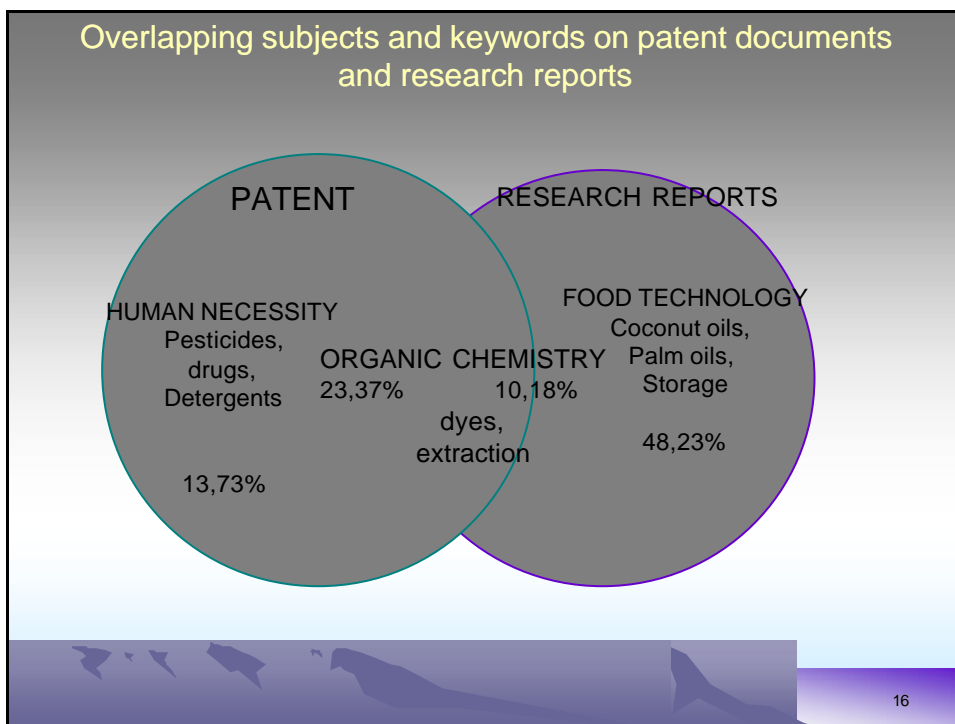 Overlapping subjects and keywords on patent documents
and research reports
PATENT
RESEARCH REPORTS
HUMAN NECESSITY
Pesticides,
drugs,
Detergents
13,73%
ORGANIC CHEMISTRY
23,37% 10,18%
dyes,
extraction
FOOD TECHNOLOGY
Coconut oils,
Palm oils,
Storage
48,23%
16